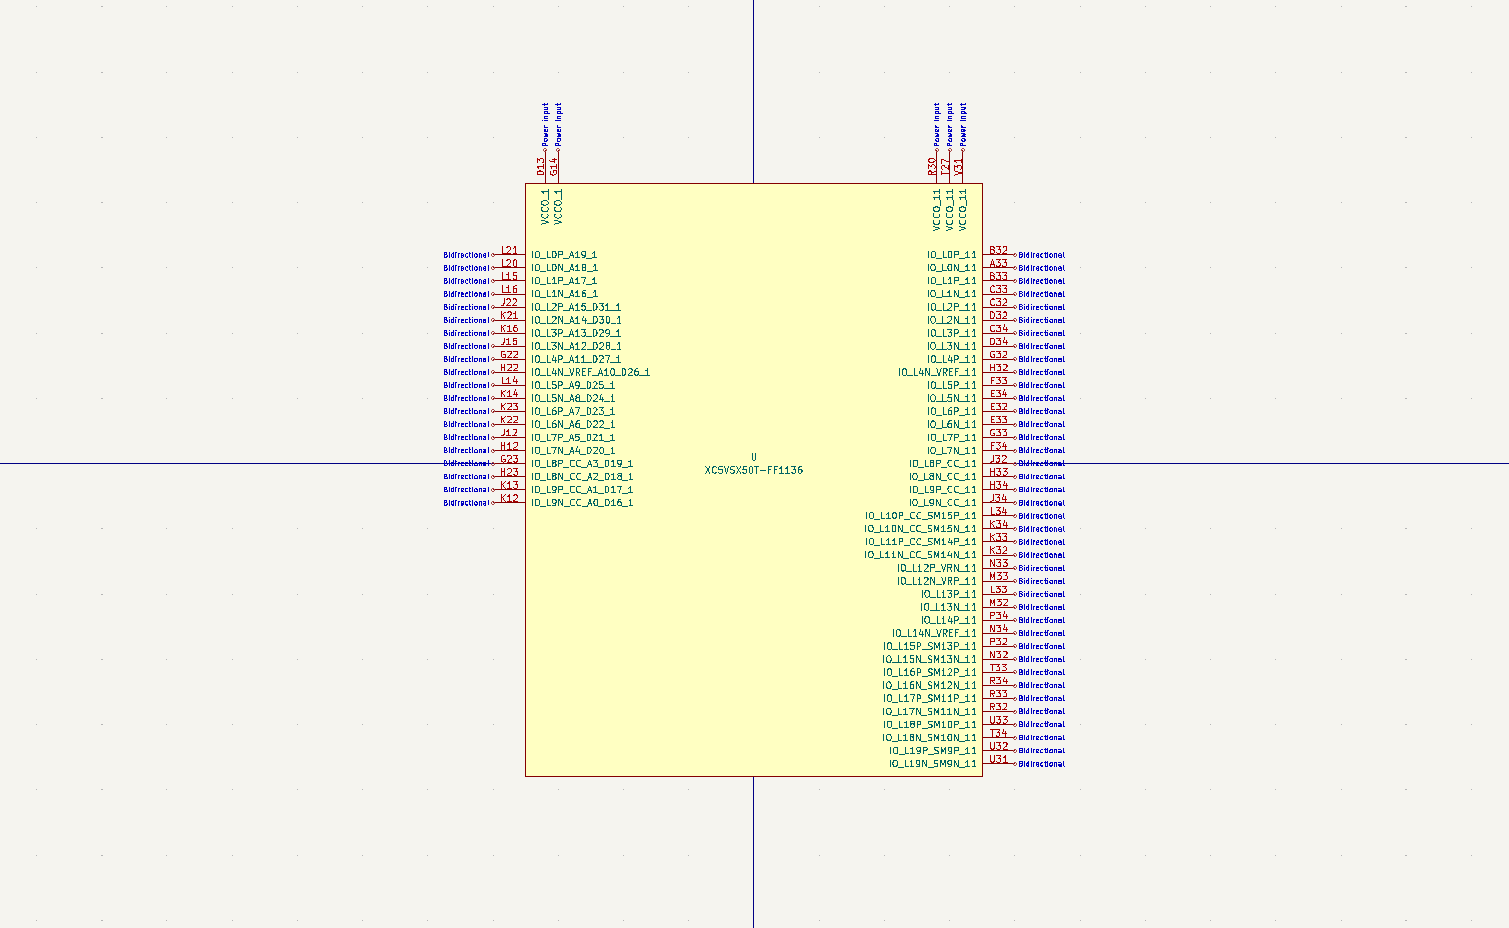 Power Input Power Input Power Input Power Input Power Input
D13 G14 R30 T27 V31
VCCO_1 VCCO_1 VCCO_11 VCCO_11 VCCO_11
Bidirectional L21 IO_L0P_A19_1 IO_L0P_11 B32 Bidirectional
Bidirectional L20 IO_L0N_A18_1 IO_L0N_11 A33 Bidirectional
Bidirectional L15 IO_L1P_A17_1 IO_L1P_11 B33 Bidirectional
Bidirectional L16 IO_L1N_A16_1 IO_L1N_11 C33 Bidirectional
Bidirectional J22 IO_L2P_A15_D31_1 IO_L2P_11 C32 Bidirectional
Bidirectional K21 IO_L2N_A14_D30_1 IO_L2N_11 D32 Bidirectional
Bidirectional K16 IO_L3P_A13_D29_1 IO_L3P_11 C34 Bidirectional
Bidirectional J15 IO_L3N_A12_D28_1 IO_L3N_11 D34 Bidirectional
Bidirectional G22 IO_L4P_A11_D27_1 IO_L4P_11 G32 Bidirectional
Bidirectional H22 IO_L4N_VREF_A10_D26_1 IO_L4N_VREF_11 H32 Bidirectional
Bidirectional L14 IO_L5P_A9_D25_1 IO_L5P_11 F33 Bidirectional
Bidirectional K14 IO_L5N_A8_D24_1 IO_L5N_11 E34 Bidirectional
Bidirectional K23 IO_L6P_A7_D23_1 IO_L6P_11 E32 Bidirectional
Bidirectional K22 IO_L6N_A6_D22_1 IO_L6N_11 E33 Bidirectional
Bidirectional J12 IO_L7P_A5_D21_1 IO_L7P_11 G33 Bidirectional
Bidirectional H12 IO_L7N_A4_D20_1 IO_L7N_11 F34 Bidirectional
U
Bidirectional G23 IO_L8P_CC_A3_D19_1 IO_L8P_CC_11 J32 Bidirectional
XC5VSX50T-FF1136
Bidirectional H23 IO_L8N_CC_A2_D18_1 IO_L8N_CC_11 H33 Bidirectional
Bidirectional K13 IO_L9P_CC_A1_D17_1 IO_L9P_CC_11 H34 Bidirectional
Bidirectional K12 IO_L9N_CC_A0_D16_1 IO_L9N_CC_11 J34 Bidirectional
IO_L10P_CC_SM15P_11 L34 Bidirectional
IO_L10N_CC_SM15N_11 K34 Bidirectional
IO_L11P_CC_SM14P_11 K33 Bidirectional
IO_L11N_CC_SM14N_11 K32 Bidirectional
IO_L12P_VRN_11 N33 Bidirectional
IO_L12N_VRP_11 M33 Bidirectional
IO_L13P_11 L33 Bidirectional
IO_L13N_11 M32 Bidirectional
IO_L14P_11 P34 Bidirectional
IO_L14N_VREF_11 N34 Bidirectional
IO_L15P_SM13P_11 P32 Bidirectional
IO_L15N_SM13N_11 N32 Bidirectional
IO_L16P_SM12P_11 T33 Bidirectional
IO_L16N_SM12N_11 R34 Bidirectional
IO_L17P_SM11P_11 R33 Bidirectional
IO_L17N_SM11N_11 R32 Bidirectional
IO_L18P_SM10P_11 U33 Bidirectional
IO_L18N_SM10N_11 T34 Bidirectional
IO_L19P_SM9P_11 U32 Bidirectional
IO_L19N_SM9N_11 U31 Bidirectional